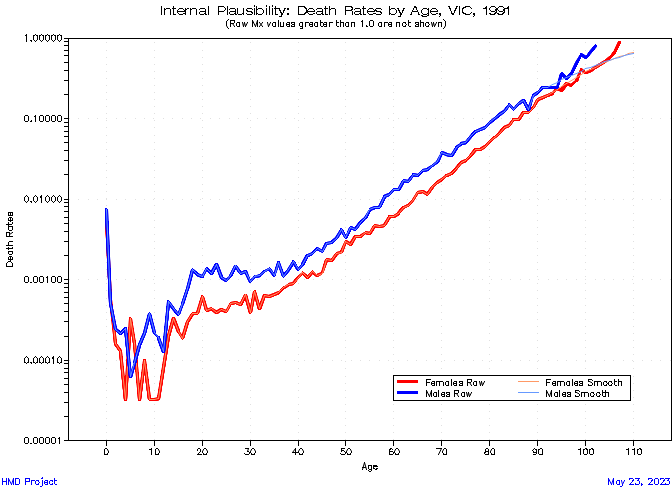 Internal Plausibility: Death Rates by Age, VIC, 1991
(Raw Mx values greater than 1.0 are not shown)
1.00000
0.10000
0.01000
0.00100
0.00010
0.00001
Death Rates
Females Raw Females Smooth
Males Raw Males Smooth
0 10 20 30 40 50 60 70 80 90 100 110
Age
HMD Project May 23, 2023